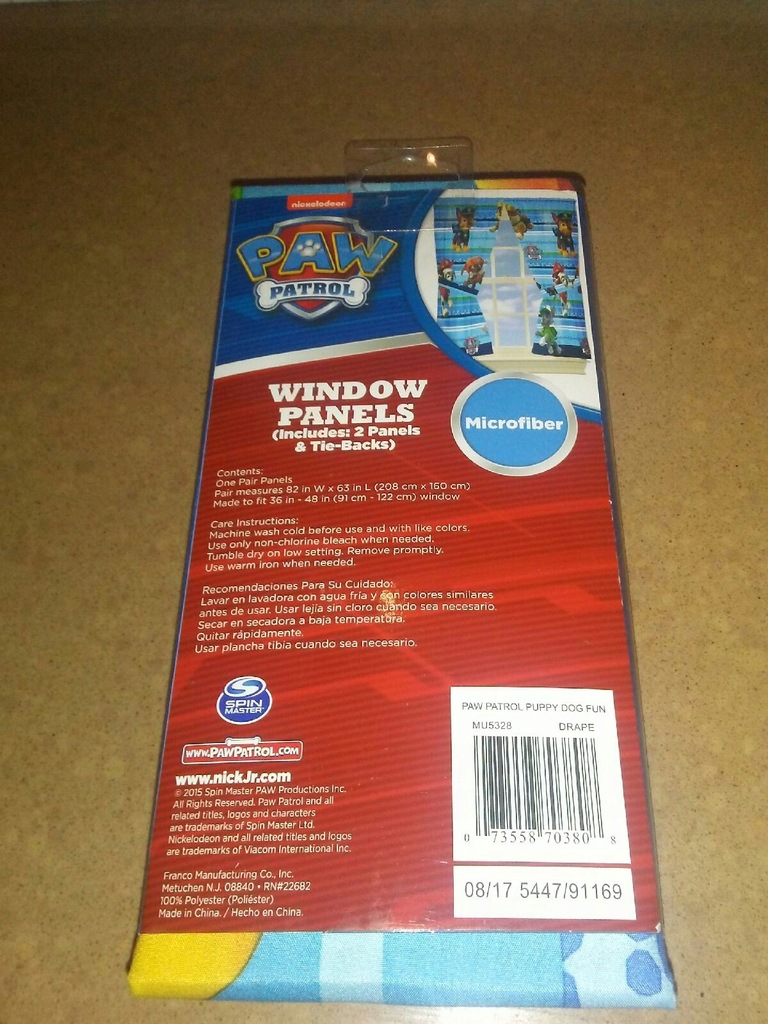 nickelodeon
PAW
PATROL
WINDOW
PANELS
(Includes: 2 Panels
& Tie-Backs)
Microfiber
Contents:
One Pair Panels
Pair measures 82 in W x 63 in L (208 cm x 160 cm)
Made to fit 36 in - 48 in (91 cm - 122 cm) window
Care Instructions:
Machine wash cold before use and with like colors.
Use only non-chlorine bleach when needed.
Tumble dry on low setting. Remove promptly.
Use warm iron when needed.
Recomendaciones Para Su Cuidado:
Lavar en lavadora con agua fría y con colores similares
antes de usar. Usar lejía sin cloro cuando sea necesario.
Secar en secadora a baja temperatura.
Quitar rápidamente.
Usar plancha tibia cuando sea necesario.
SPIN
MASTER
www.PAWPATROL.com
www.nickJr.com
© 2015 Spin Master PAW Productions Inc.
All Rights Reserved. Paw Patrol and all
related titles, logos and characters
are trademarks of Spin Master Ltd.
Nickelodeon and all related titles and logos
are trademarks of Viacom International Inc.
Franco Manufacturing Co., Inc.
Metuchen N.J. 08840 • RN#22682
100% Polyester (Poliéster)
Made in China. / Hecho en China.
PAW PATROL PUPPY DOG FUN
MU5328 DRAPE
0 73558 70380 8
08/17 5447/91169